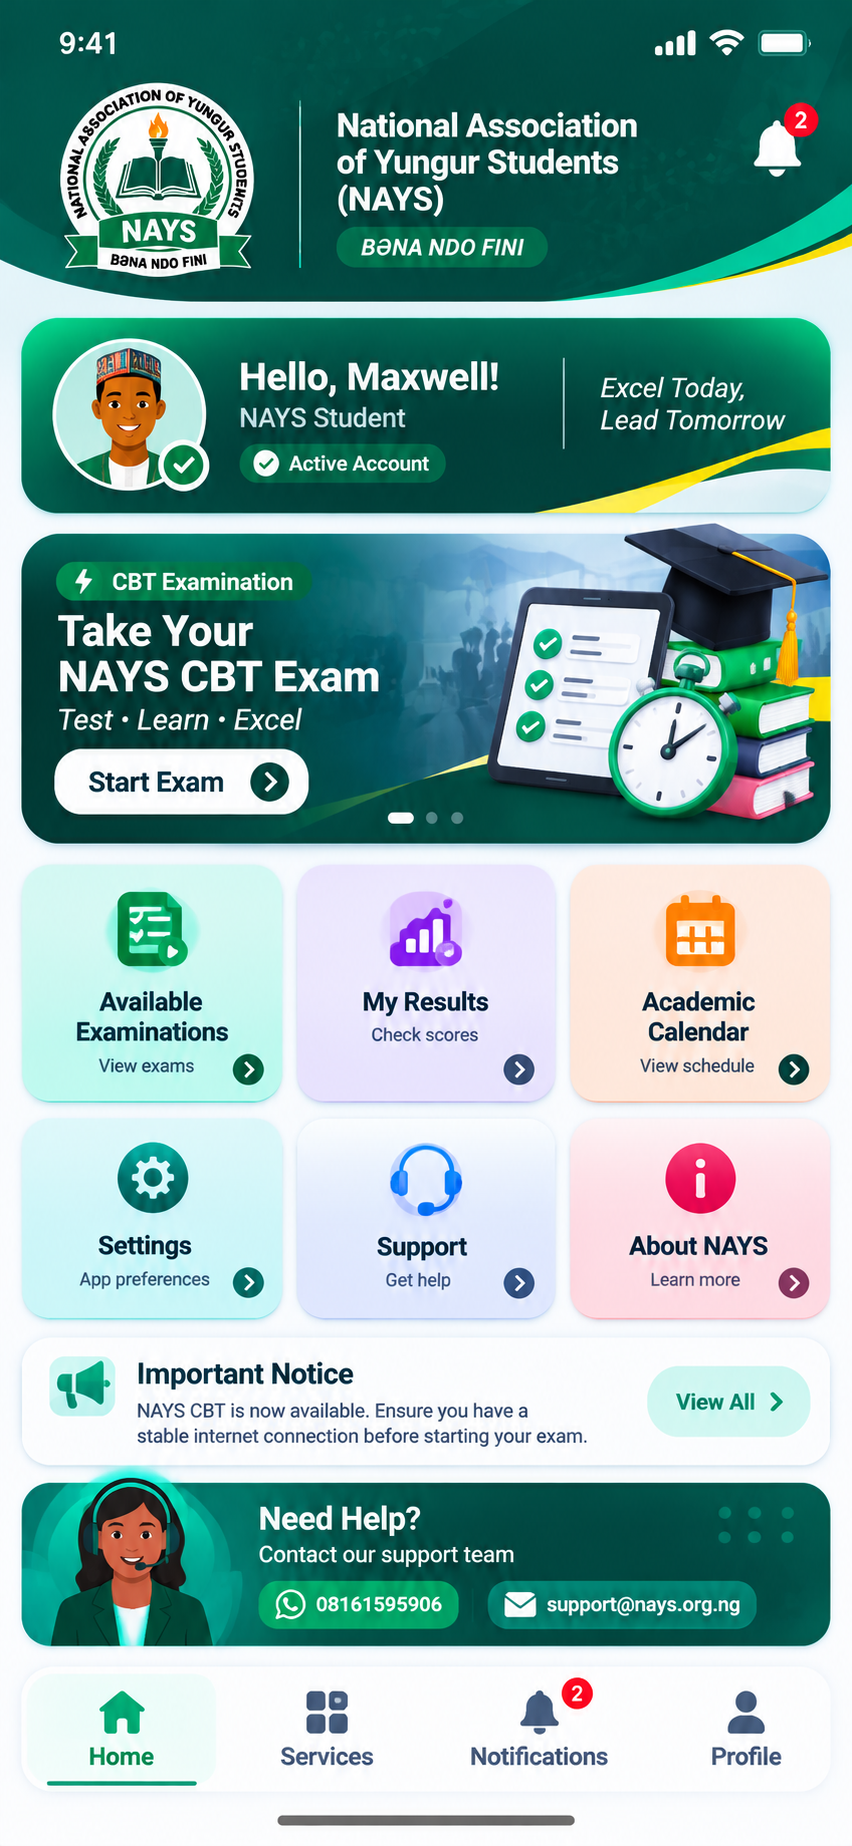 9:41
NATIONAL ASSOCIATION OF YUNGUR STUDENTS
NAYS
BƏNA NDO FINI
National Association
of Yungur Students
(NAYS)
BƏNA NDO FINI
2
Hello, Maxwell!
NAYS Student
Active Account
Excel Today,
Lead Tomorrow
CBT Examination
Take Your
NAYS CBT Exam
Test • Learn • Excel
Start Exam
Available
Examinations
View exams
My Results
Check scores
Academic
Calendar
View schedule
Settings
App preferences
Support
Get help
About NAYS
Learn more
Important Notice
NAYS CBT is now available. Ensure you have a
stable internet connection before starting your exam.
View All
Need Help?
Contact our support team
08161595906
support@nays.org.ng
Home
Services
2
Notifications
Profile